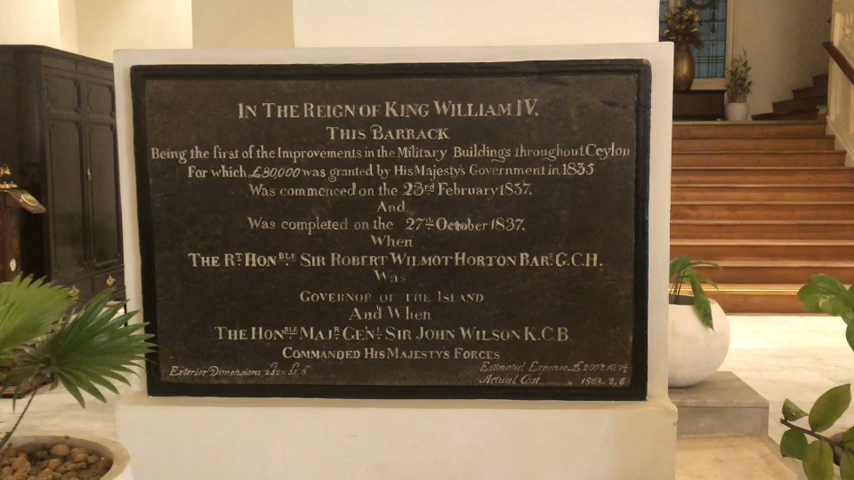 IN THE REIGN OF KING WILLIAM IV.
THIS BARRACK
Being the first of the Improvements in the Military Buildings throughout Ceylon
For which £80,000 was granted by His Majesty's Government in 1835
Was commenced on the 23rd February 1837.
And
Was completed on the 27th October 1837.
When
THE RT. HONBLE SIR ROBERT WILMOT HORTON BART. G.C.H.
Was
GOVERNOR OF THE ISLAND
And When
THE HONBLE MAJR GENL SIR JOHN WILSON K.C.B.
COMMANDED HIS MAJESTYS FORCES
Exterior Dimensions
Estimated Expense £
Actual Cost